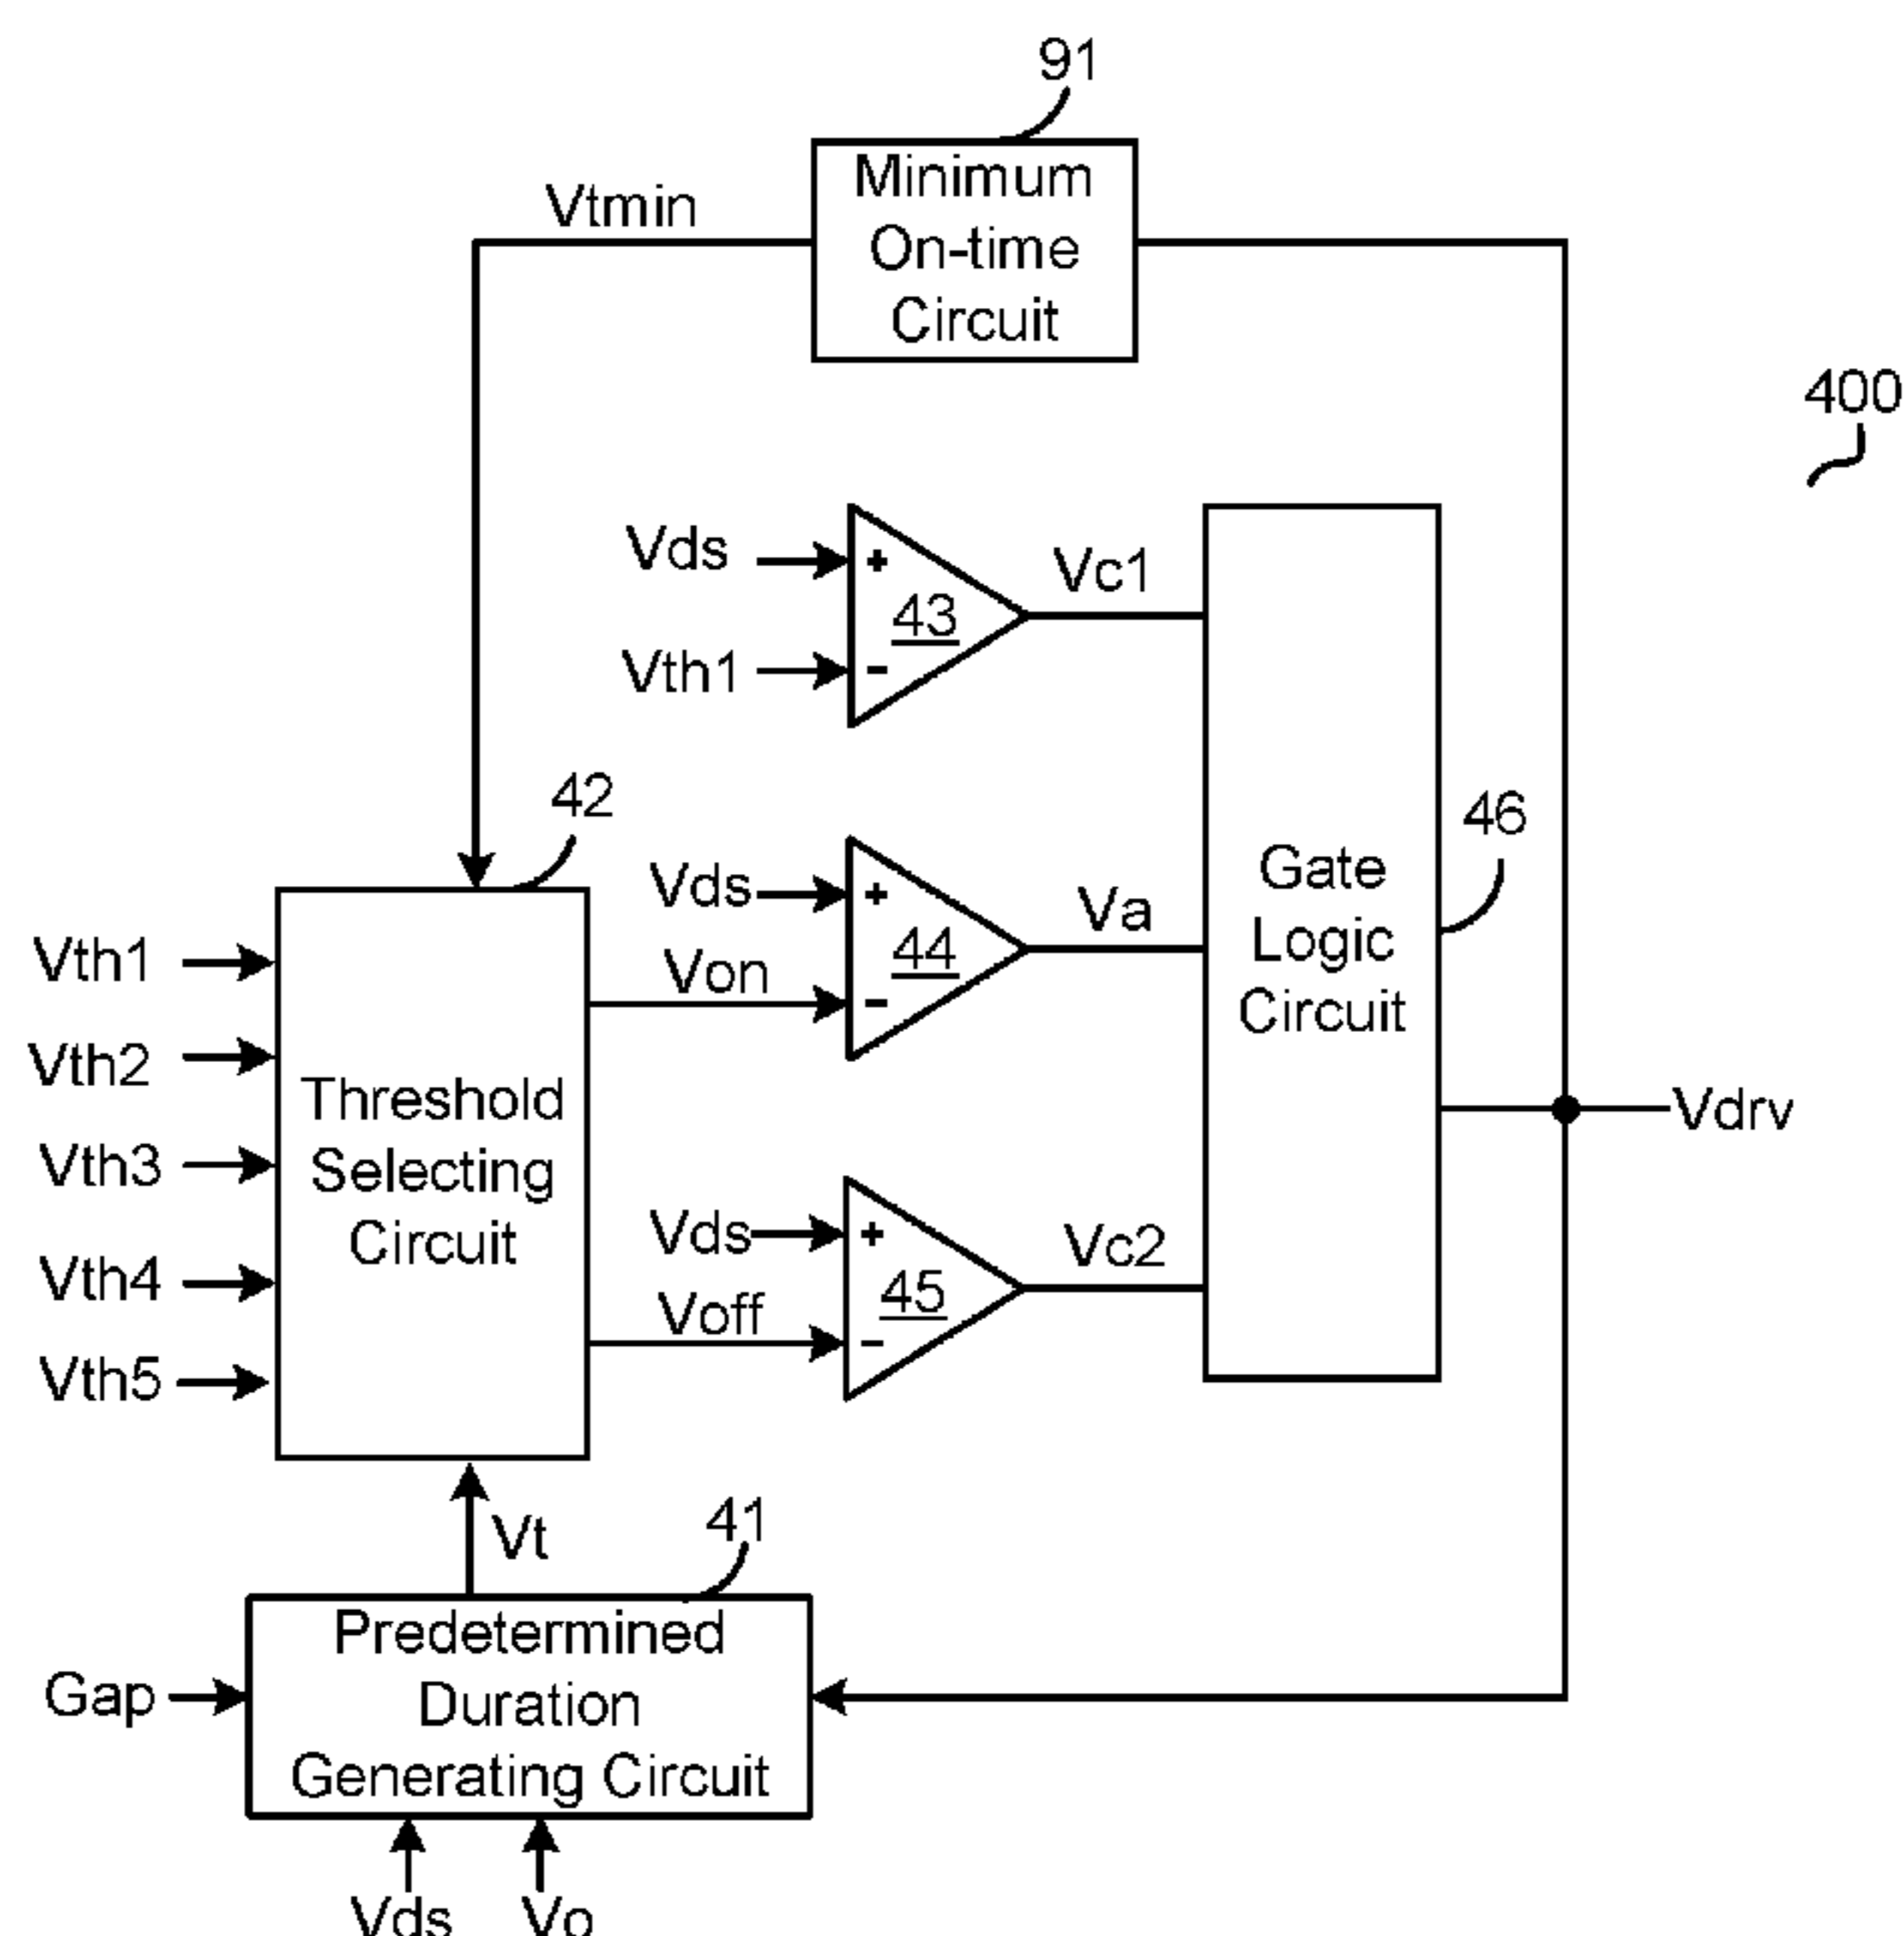 91
Minimum
On-time
Circuit
Vtmin
400
Vds
+
43
Vc1
Vth1
-
42
46
Vds
+
44
Va
Von
-
Gate
Logic
Circuit
Vth1
Vth2
Vth3
Vth4
Vth5
Threshold
Selecting
Circuit
Vdrv
Vds
+
45
Vc2
Voff
-
Vt
41
Predetermined
Duration
Generating Circuit
Gap
Vds
Vo